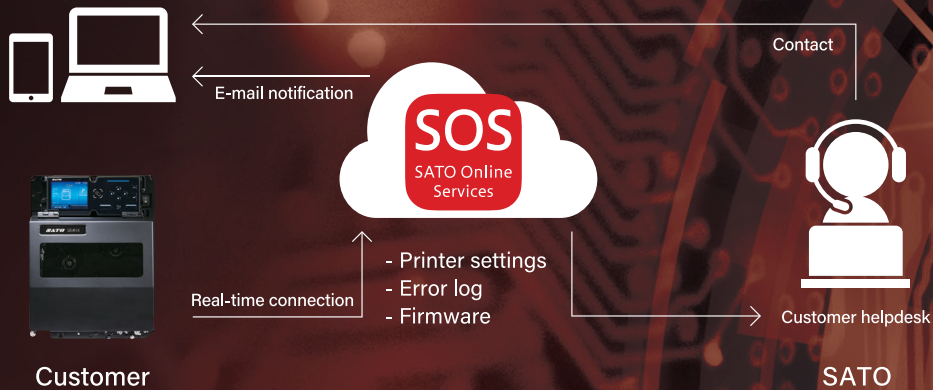 Contact
E-mail notification
SOS
SATO Online
Services
SATO
- Printer settings
- Error log
- Firmware
Real-time connection
Customer helpdesk
Customer
SATO